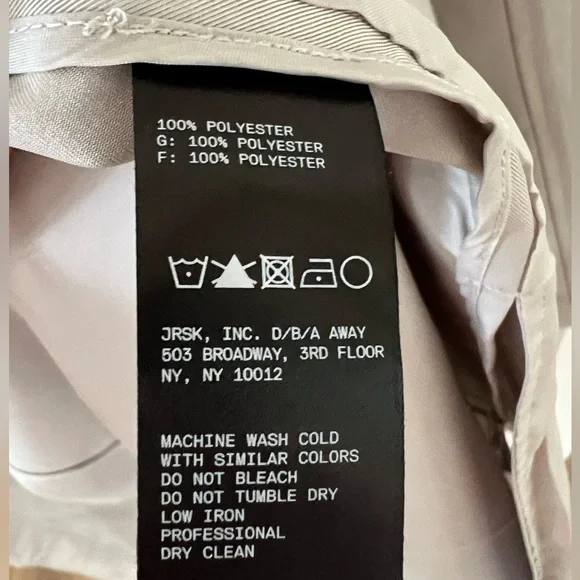 100% POLYESTER
G: 100% POLYESTER
F: 100% POLYESTER
JRSK, INC. D/B/A AWAY
503 BROADWAY, 3RD FLOOR
NY, NY 10012
MACHINE WASH COLD
WITH SIMILAR COLORS
DO NOT BLEACH
DO NOT TUMBLE DRY
LOW IRON
PROFESSIONAL
DRY CLEAN